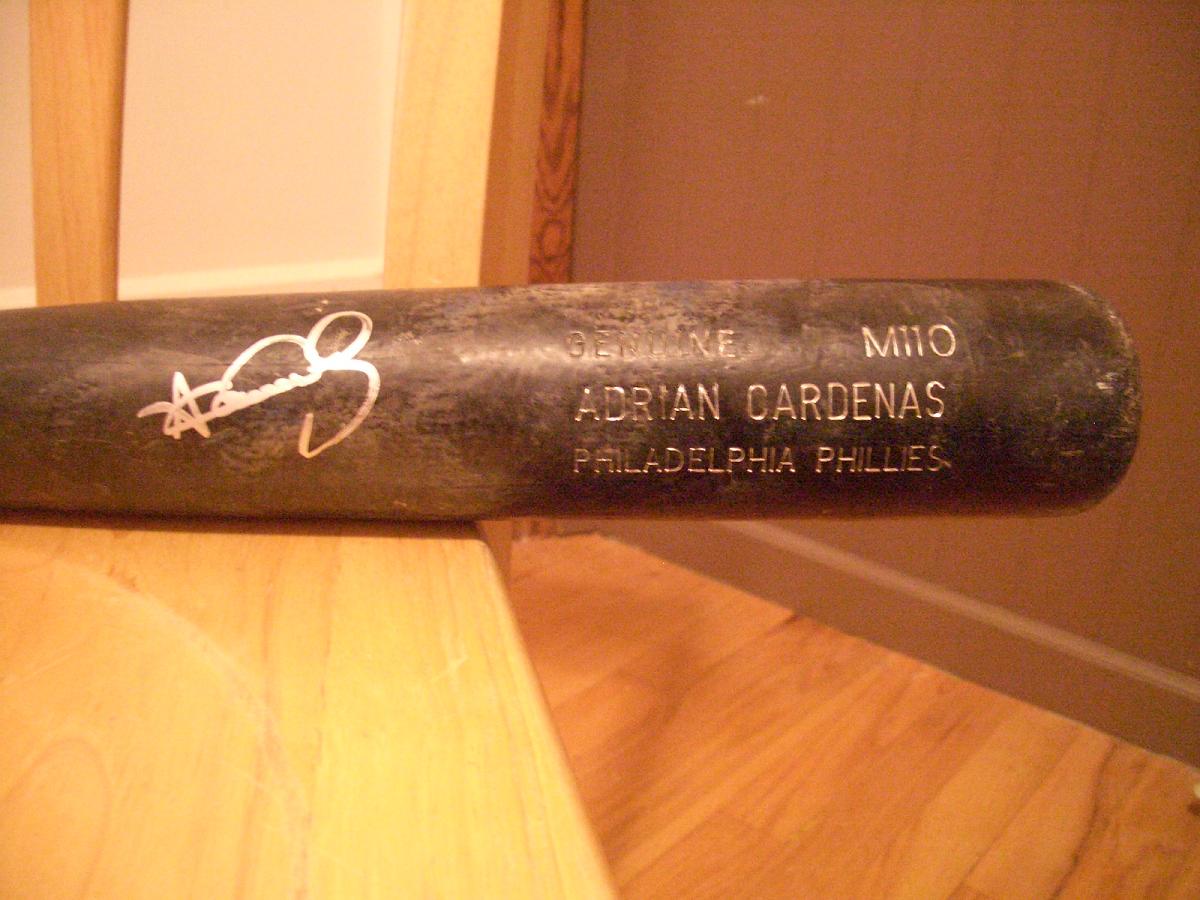 GENUINE M110
ADRIAN CARDENAS
PHILADELPHIA PHILLIES